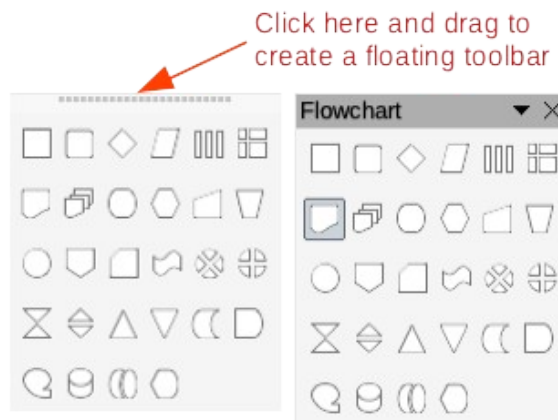 Click here and drag to
create a floating toolbar
Flowchart